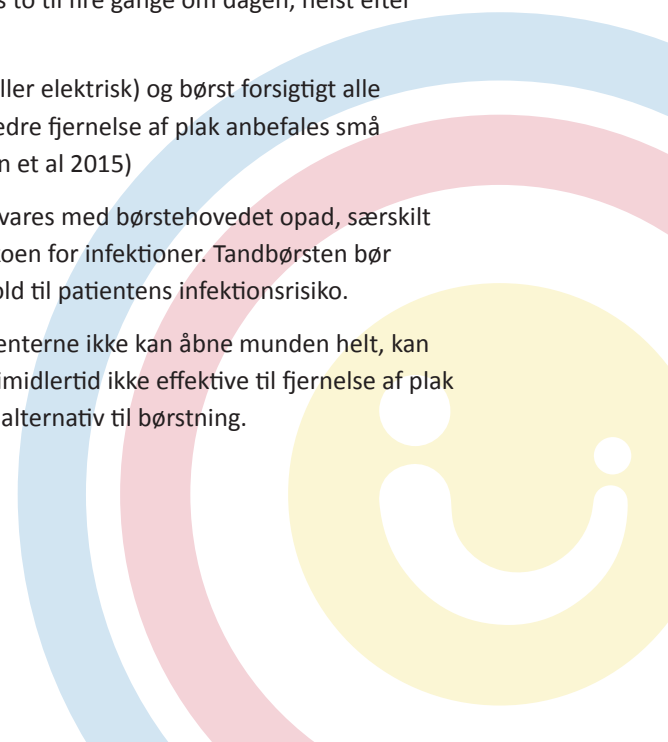 to til fire gange om dagen, helst efter
ller elektrisk) og børst forsigtigt alle
edre fjernelse af plak anbefales små
n et al 2015)
vares med børstehovedet opad, særskilt
koen for infektioner. Tandbørsten bør
old til patientens infektionsrisiko.
enterne ikke kan åbne munden helt, kan
imidlertid ikke effektive til fjernelse af plak
alternativ til børstning.